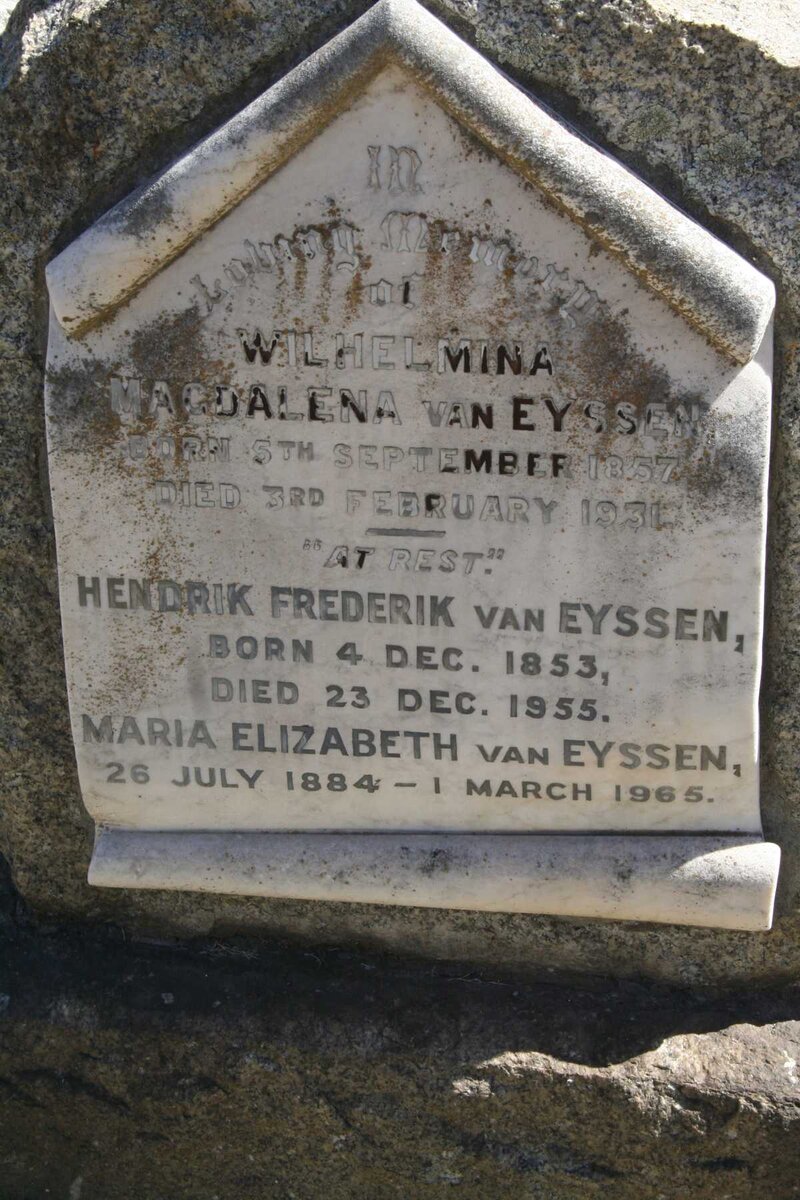 IN
Loving Memory
of
WILHELMINA
MAGDALENA VAN EYSSEN,
BORN 5TH SEPTEMBER 1857
DIED 3RD FEBRUARY 1931.
"AT REST."
HENDRIK FREDERIK VAN EYSSEN,
BORN 4 DEC. 1853,
DIED 23 DEC. 1955.
MARIA ELIZABETH VAN EYSSEN,
26 JULY 1884 – 1 MARCH 1965.